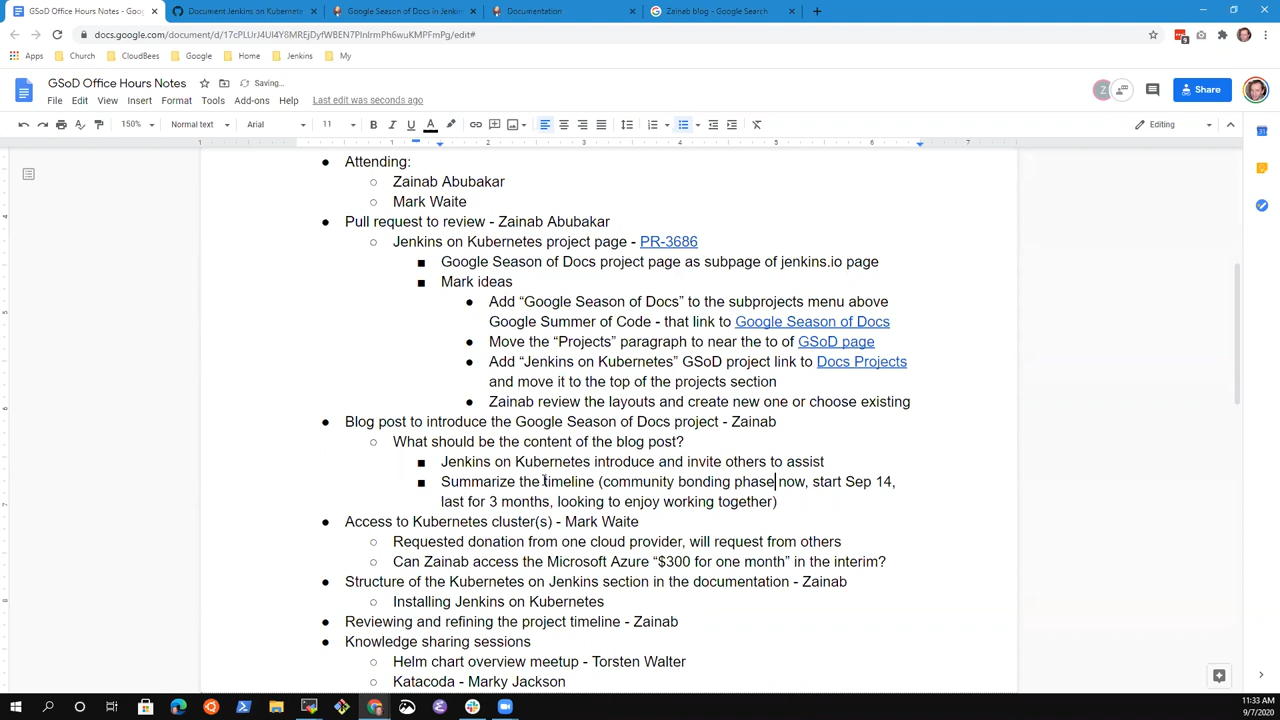 GSoD Office Hours Notes - Goo
Document Jenkins on Kubernete
Google Season of Docs in Jenkin
Documentation
Zainab blog - Google Search
docs.google.com/document/d/17cPLUrJ4UI4Y8MREjDyfWBEN7PInlrmPh6wuKMPFmPg/edit#
Apps Church CloudBees Google Home Jenkins My
GSoD Office Hours Notes Saving...
File Edit View Insert Format Tools Add-ons Help Last edit was seconds ago
Z
Share
150% Normal text Arial 11 B I U A Editing
1 1 2 3 4 5 6 7
Attending:
Zainab Abubakar
Mark Waite
Pull request to review - Zainab Abubakar
Jenkins on Kubernetes project page - PR-3686
Google Season of Docs project page as subpage of jenkins.io page
Mark ideas
Add “Google Season of Docs” to the subprojects menu above
Google Summer of Code - that link to Google Season of Docs
Move the “Projects” paragraph to near the to of GSoD page
Add “Jenkins on Kubernetes” GSoD project link to Docs Projects
and move it to the top of the projects section
Zainab review the layouts and create new one or choose existing
Blog post to introduce the Google Season of Docs project - Zainab
What should be the content of the blog post?
Jenkins on Kubernetes introduce and invite others to assist
Summarize the timeline (community bonding phase now, start Sep 14,
last for 3 months, looking to enjoy working together)
Access to Kubernetes cluster(s) - Mark Waite
Requested donation from one cloud provider, will request from others
Can Zainab access the Microsoft Azure “$300 for one month” in the interim?
Structure of the Kubernetes on Jenkins section in the documentation - Zainab
Installing Jenkins on Kubernetes
Reviewing and refining the project timeline - Zainab
Knowledge sharing sessions
Helm chart overview meetup - Torsten Walter
Katacoda - Marky Jackson
11:33 AM
9/7/2020